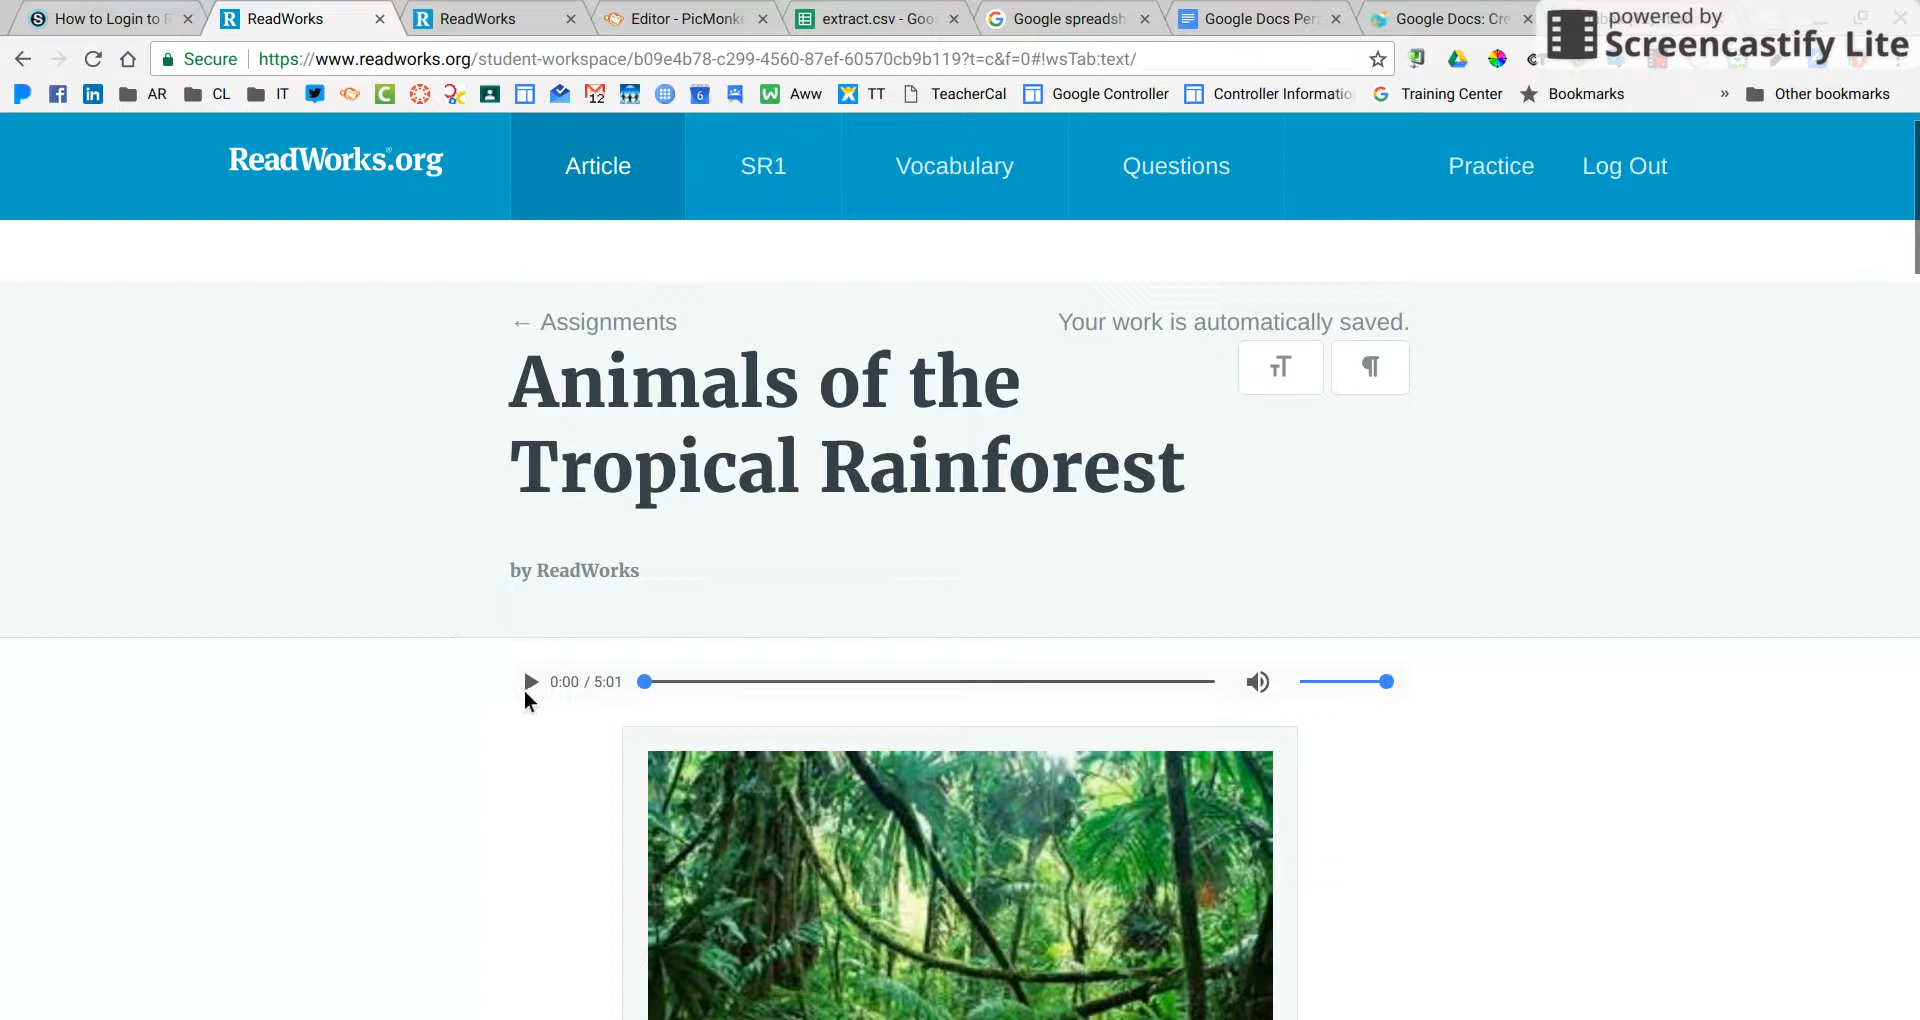 How to Login to
ReadWorks
ReadWorks
Editor - PicMonke
extract.csv - Goo
Google spreadsh
Google Docs Per
Google Docs: Cre
powered by
Screencastify Lite
Secure
https://www.readworks.org/student-workspace/b09e4b78-c299-4560-87ef-60570cb9b119?t=c&f=0#!wsTab:text/
AR
CL
IT
12
6
Aww
TT
TeacherCal
Google Controller
Controller Informatio
Training Center
Bookmarks
»
Other bookmarks
ReadWorks.org
Article
SR1
Vocabulary
Questions
Practice
Log Out
← Assignments
Your work is automatically saved.
Animals of the
Tropical Rainforest
by ReadWorks
0:00 / 5:01